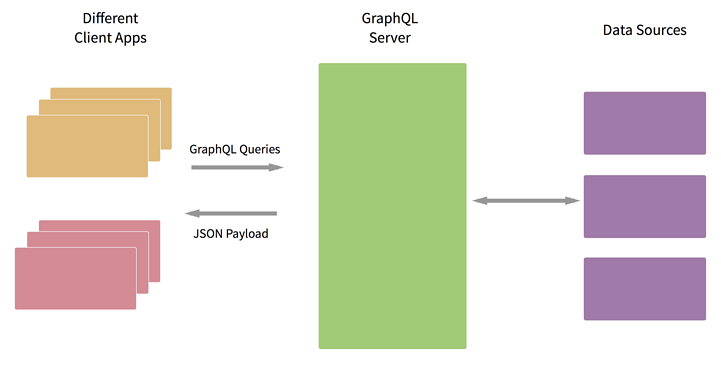 Different
Client Apps
GraphQL
Server
Data Sources
GraphQL Queries
JSON Payload